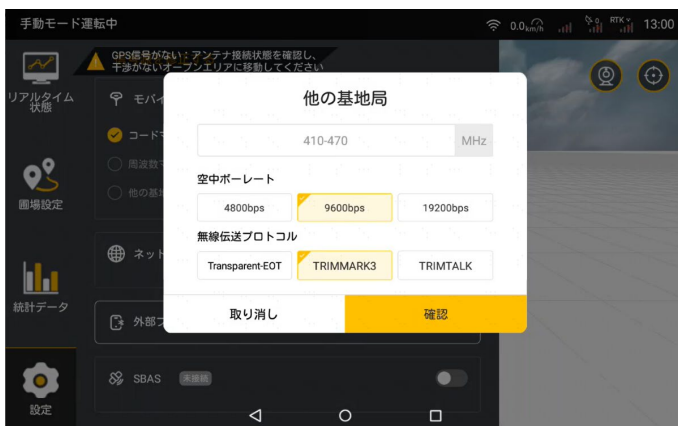 手動モード運転中
0.0km/h
RTK
13:00
GPS信号がない：アンテナ接続状態を確認し、
干渉がないオープンエリアに移動してください
リアルタイム
状態
モバイ
コードマ
周波数
他の基
圃場設定
ネット
統計データ
外部
SBAS 未接続
設定
他の基地局
410-470 MHz
空中ボーレート
4800bps 9600bps 19200bps
無線伝送プロトコル
Transparent-EOT TRIMMARK3 TRIMTALK
取り消し 確認